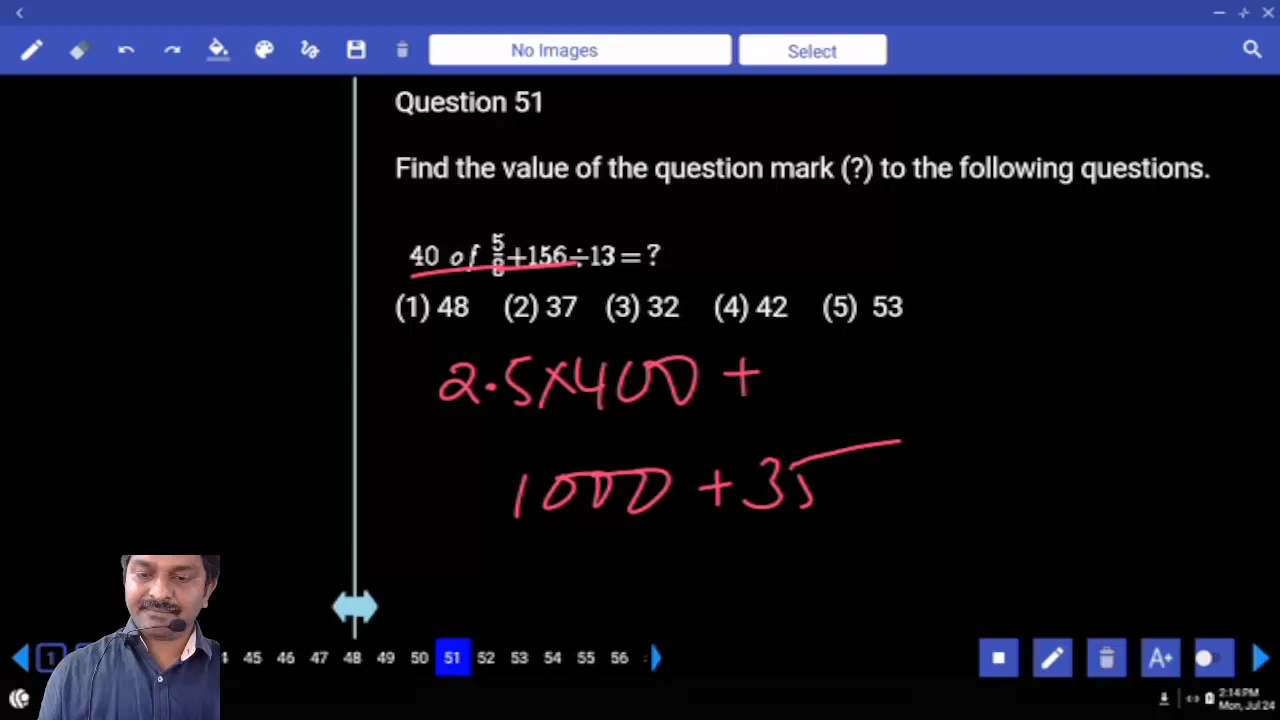 No Images
Select
Question 51
Find the value of the question mark (?) to the following questions.
40 of 5/8+156÷13=?
(1) 48 (2) 37 (3) 32 (4) 42 (5) 53
2.5×400 +
1000 + 35
1 45 46 47 48 49 50 51 52 53 54 55 56
A+
2:14 PM
Mon, Jul 24